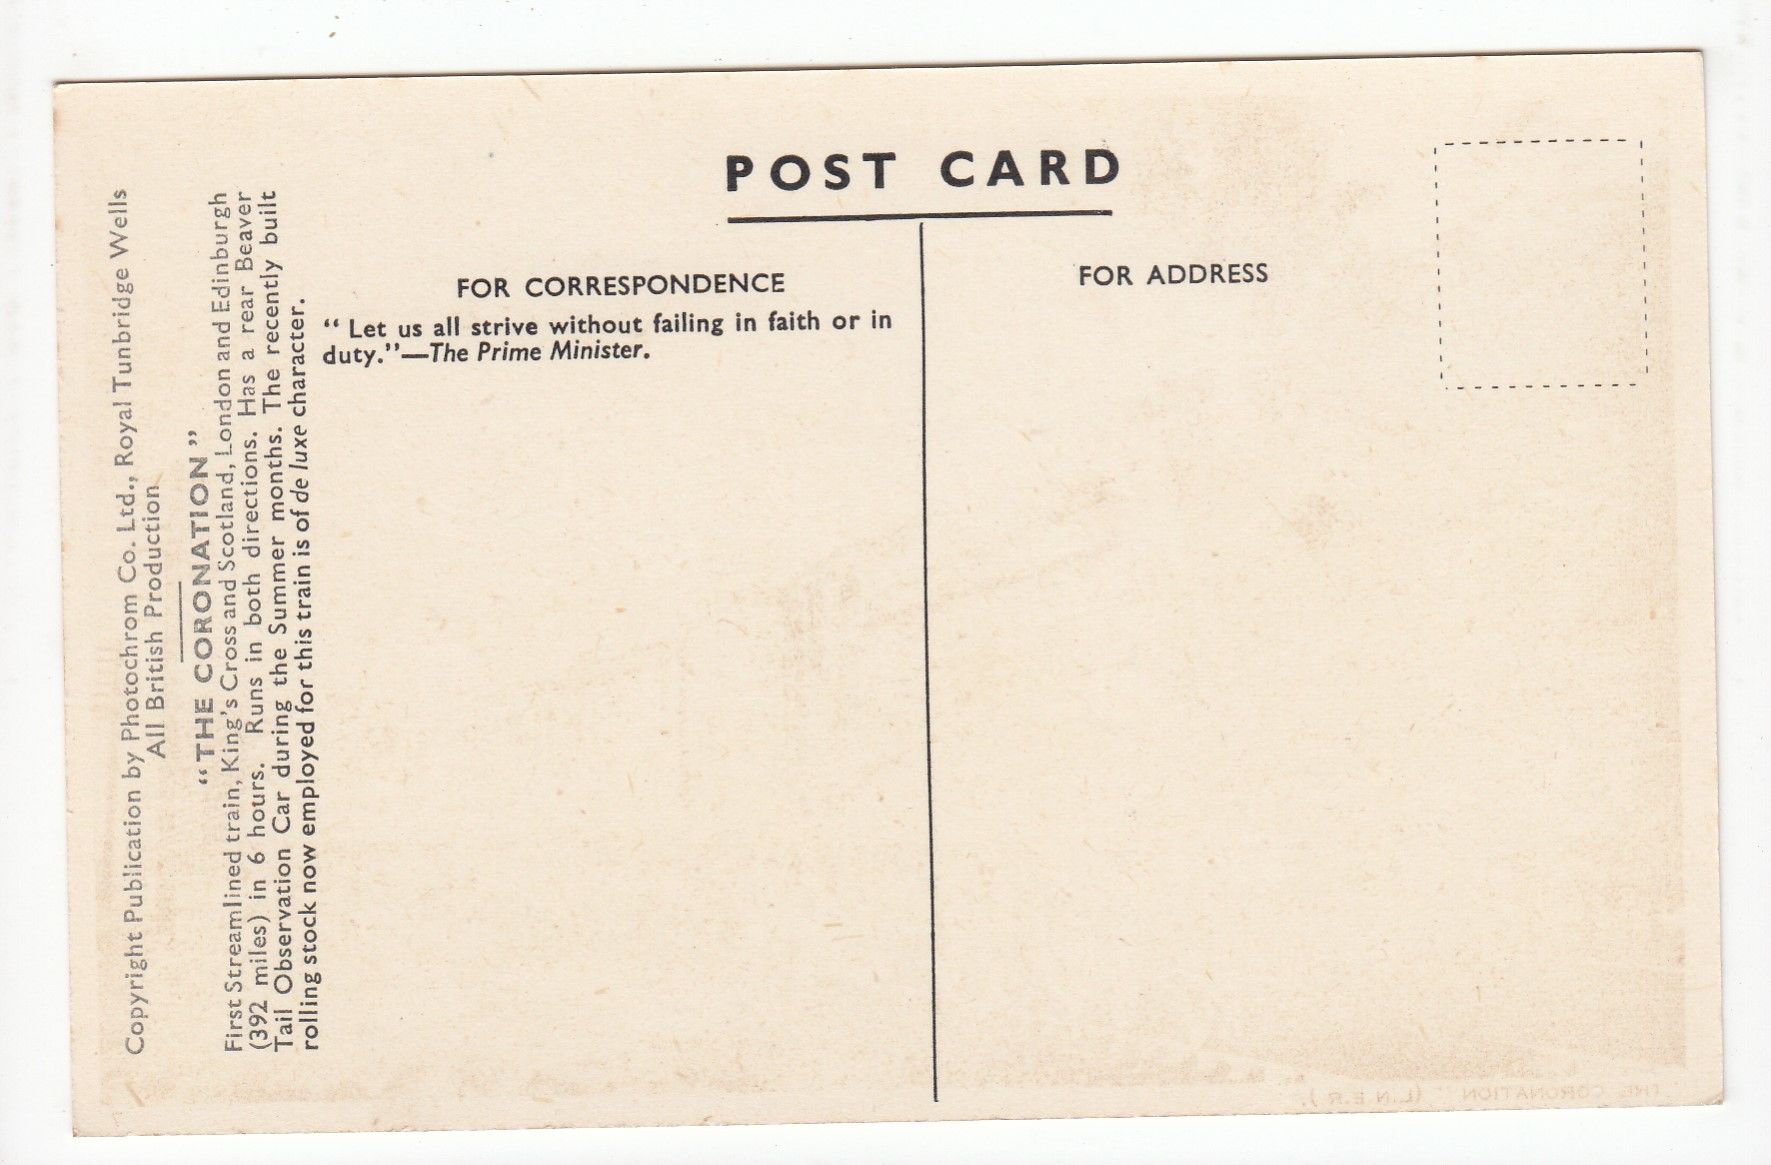 POST CARD
FOR CORRESPONDENCE
“ Let us all strive without failing in faith or in
duty.”—The Prime Minister.
FOR ADDRESS
Copyright Publication by Photochrom Co. Ltd., Royal Tunbridge Wells
All British Production
“THE CORONATION”
First Streamlined train, King's Cross and Scotland, London and Edinburgh
(392 miles) in 6 hours. Runs in both directions. Has a rear Beaver
Tail Observation Car during the Summer months. The recently built
rolling stock now employed for this train is of de luxe character.
THE CORONATION (L.N.E.R.).